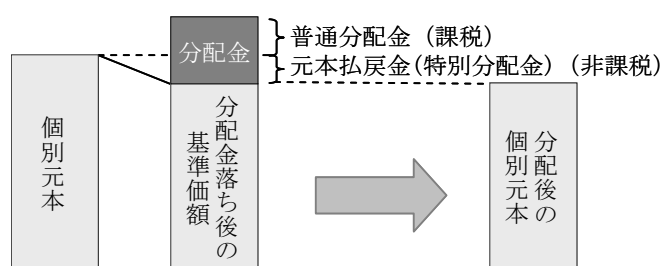 普通分配金（課税）
分配金
元本払戻金（特別分配金）（非課税）
個別元本
分配金落ち後の
基準価額
分配後の
個別元本